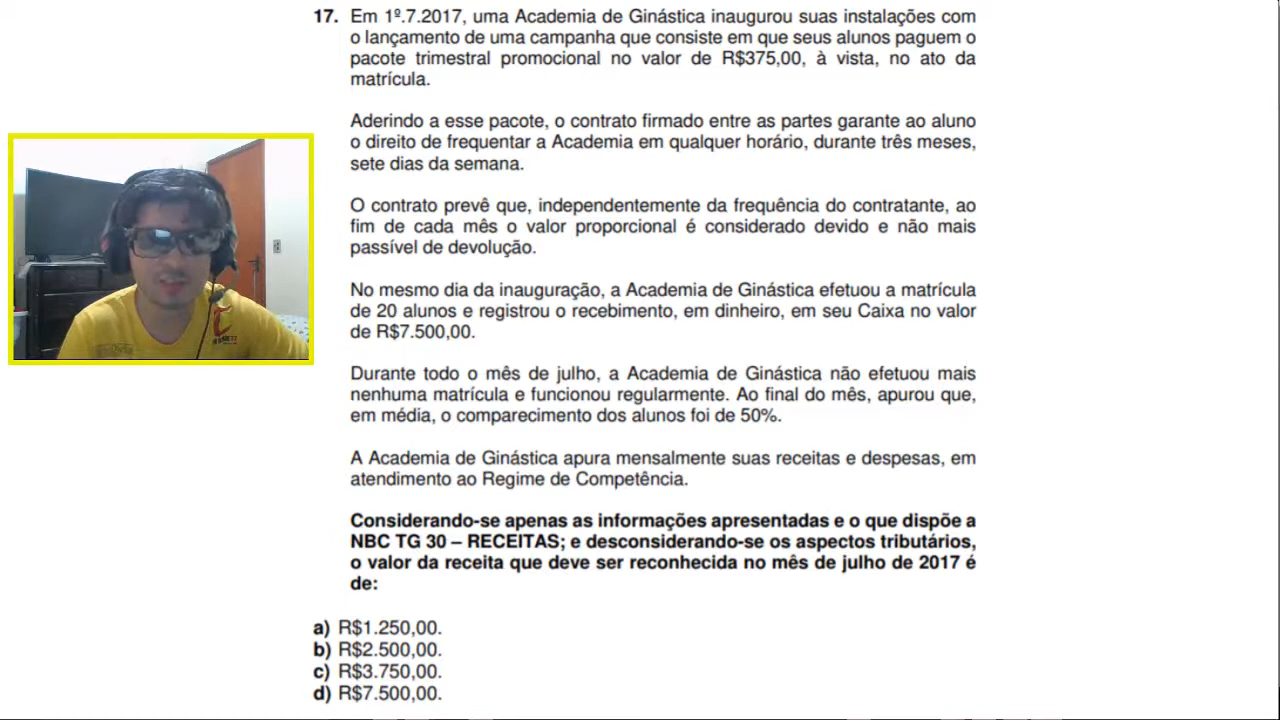 17. Em 1º.7.2017, uma Academia de Ginástica inaugurou suas instalações com
o lançamento de uma campanha que consiste em que seus alunos paguem o
pacote trimestral promocional no valor de R$375,00, à vista, no ato da
matrícula.
Aderindo a esse pacote, o contrato firmado entre as partes garante ao aluno
o direito de frequentar a Academia em qualquer horário, durante três meses,
sete dias da semana.
O contrato prevê que, independentemente da frequência do contratante, ao
fim de cada mês o valor proporcional é considerado devido e não mais
passível de devolução.
No mesmo dia da inauguração, a Academia de Ginástica efetuou a matrícula
de 20 alunos e registrou o recebimento, em dinheiro, em seu Caixa no valor
de R$7.500,00.
Durante todo o mês de julho, a Academia de Ginástica não efetuou mais
nenhuma matrícula e funcionou regularmente. Ao final do mês, apurou que,
em média, o comparecimento dos alunos foi de 50%.
A Academia de Ginástica apura mensalmente suas receitas e despesas, em
atendimento ao Regime de Competência.
Considerando-se apenas as informações apresentadas e o que dispõe a
NBC TG 30 – RECEITAS; e desconsiderando-se os aspectos tributários,
o valor da receita que deve ser reconhecida no mês de julho de 2017 é
de:
a) R$1.250,00.
b) R$2.500,00.
c) R$3.750,00.
d) R$7.500,00.